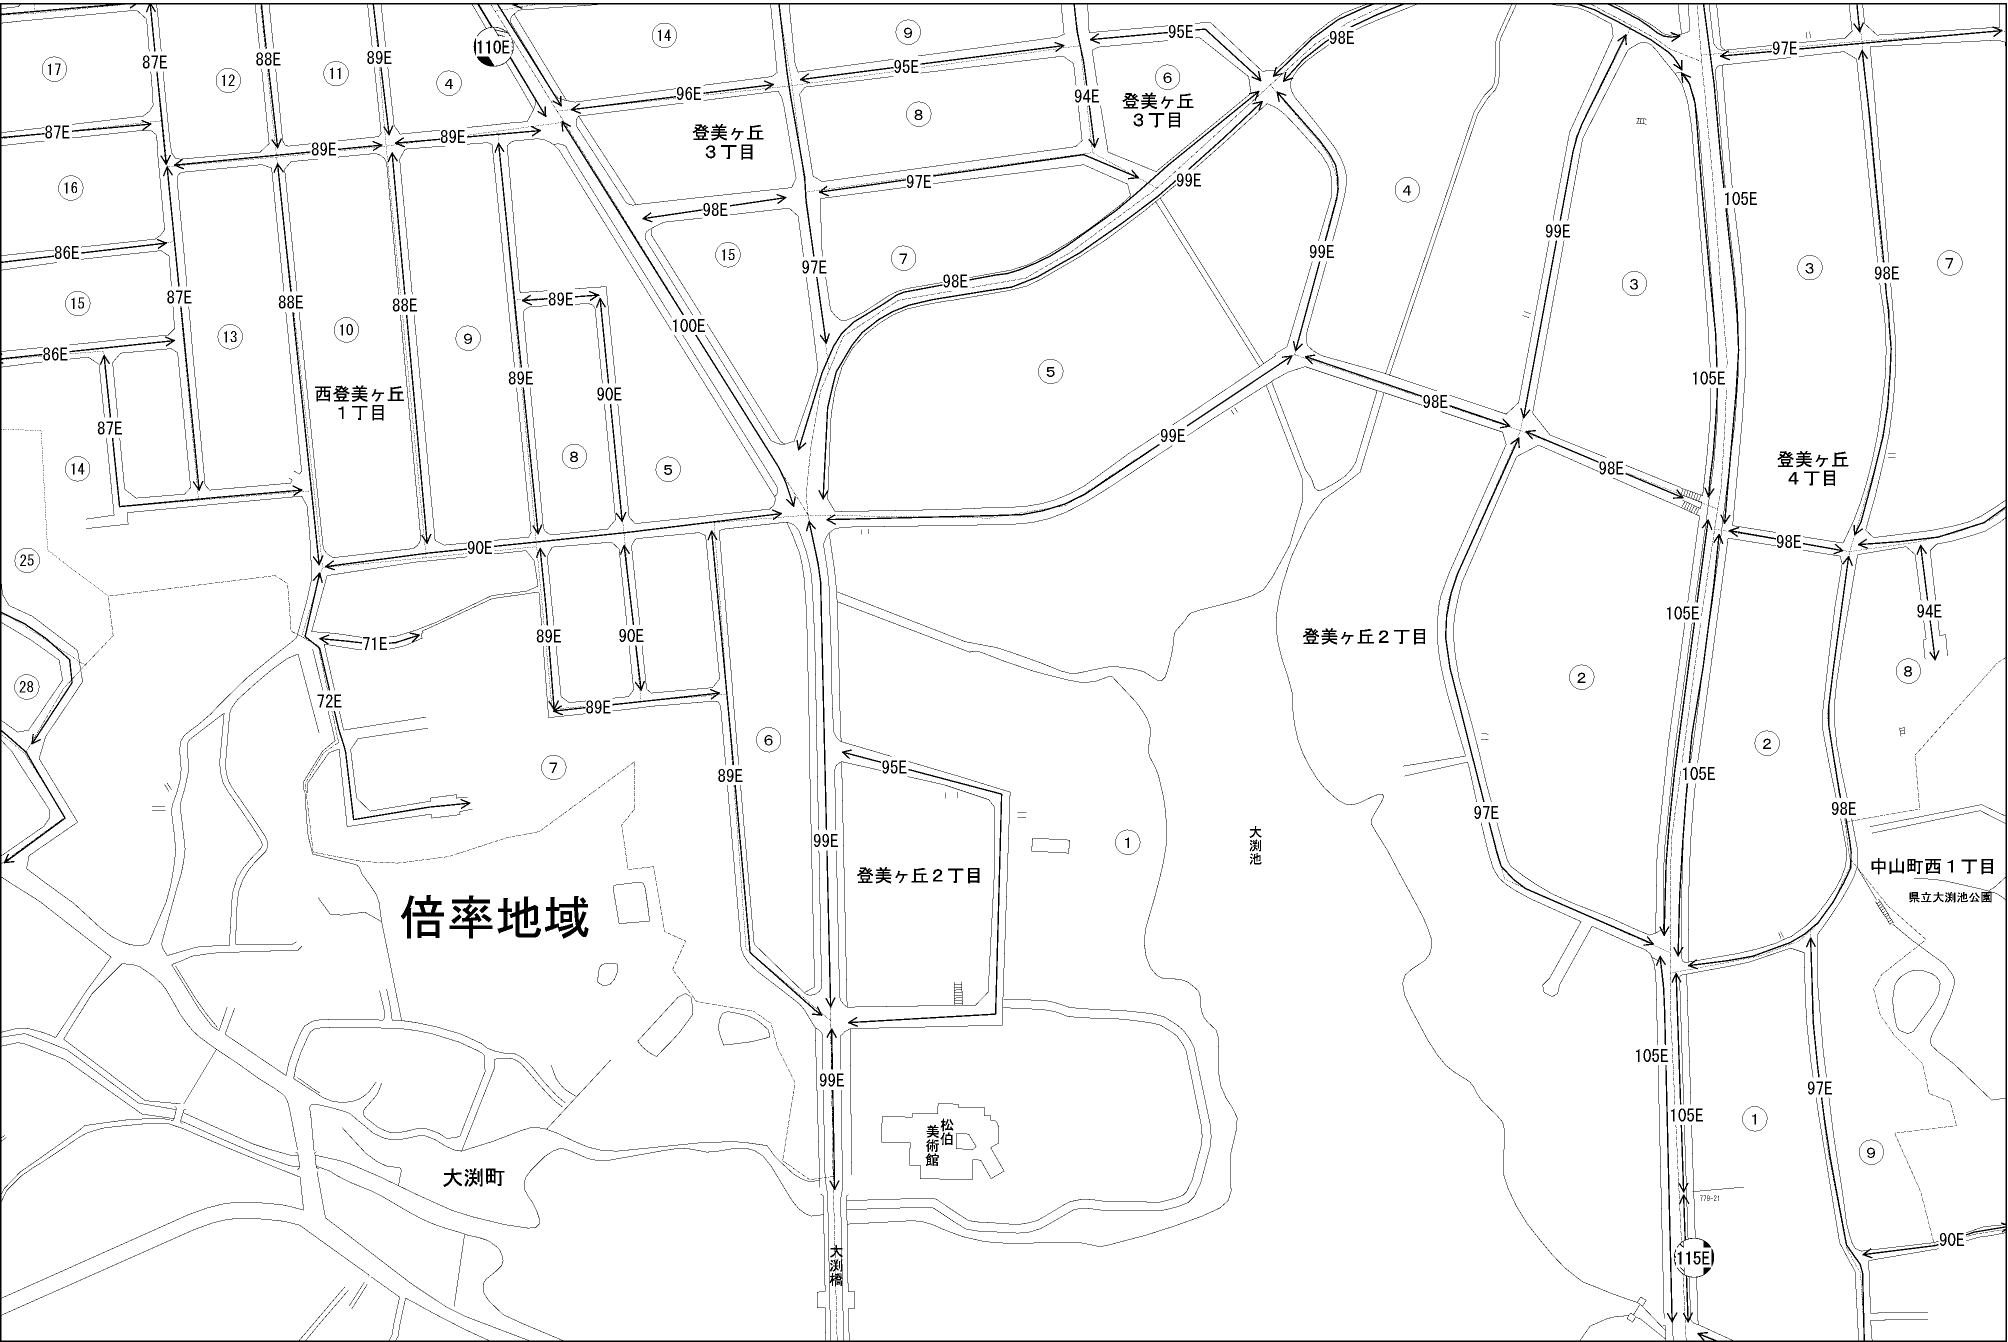 110E
14
9
95E
98E
97E
87E
88E
89E
17
12
11
4
96E
95E
94E
6
登美ヶ丘
3丁目
87E
89E
89E
登美ヶ丘
3丁目
8
16
98E
97E
99E
4
105E
86E
15
97E
7
99E
99E
3
3
7
15
87E
88E
88E
89E
98E
98E
86E
13
10
9
100E
5
105E
西登美ヶ丘
1丁目
89E
90E
98E
87E
99E
14
8
5
98E
登美ヶ丘
4丁目
25
90E
98E
71E
89E
90E
登美ヶ丘2丁目
105E
94E
28
72E
89E
2
8
7
6
89E
95E
105E
2
99E
1
大渕池
97E
98E
登美ヶ丘2丁目
中山町西1丁目
県立大渕池公園
倍率地域
99E
105E
97E
105E
1
9
松伯
美術館
大渕町
779-21
大渕橋
115E
90E